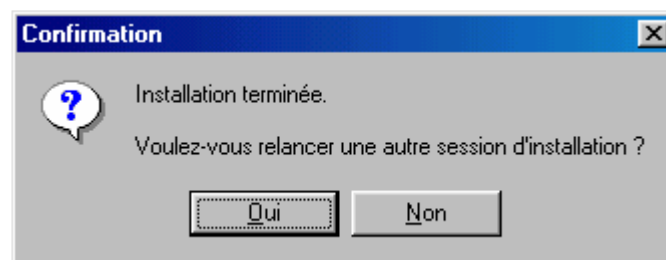 Confirmation
Installation terminée.
Voulez-vous relancer une autre session d'installation ?
Oui Non